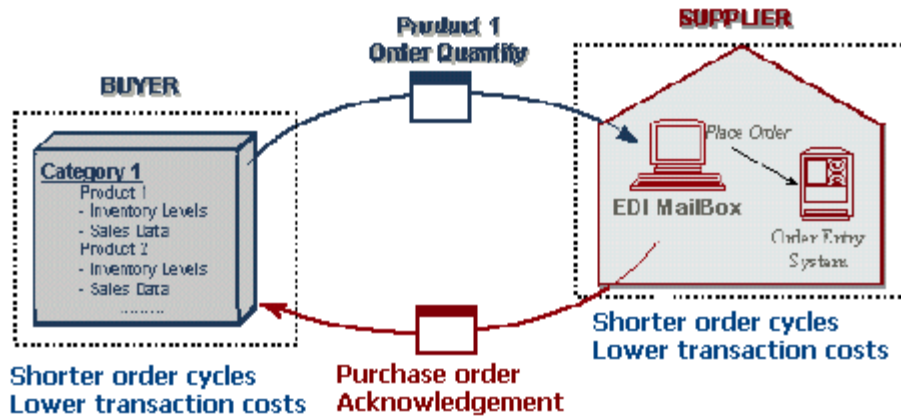 Product 1
Order Quantity
SUPPLIER
BUYER
Category 1
Product 1
- Inventory Levels
- Sales Data
Product 2
- Inventory Levels
- Sales Data
.........
Place Order
EDI MailBox
Order Entry
System
Shorter order cycles
Lower transaction costs
Purchase order
Acknowledgement
Shorter order cycles
Lower transaction costs